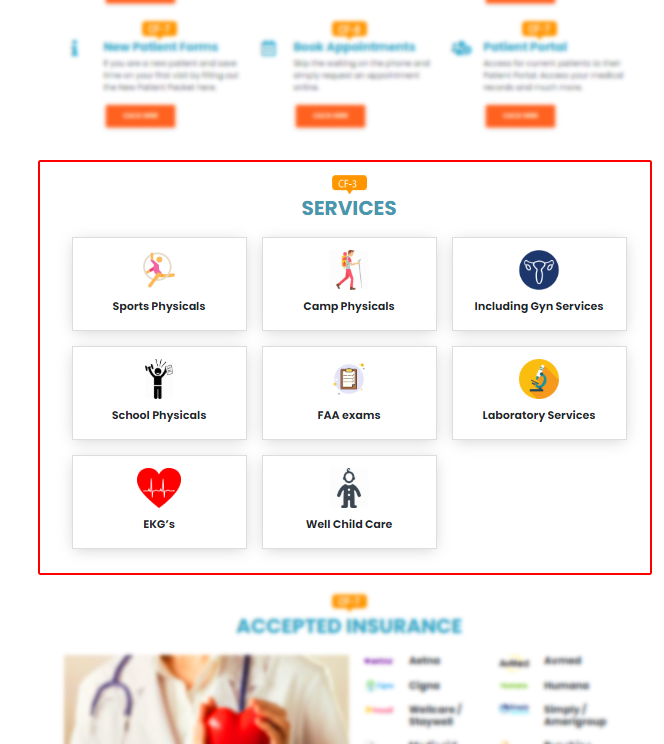 CF-7
CF-7
New Patient Forms
Book Appointments
Patient Portal
If you are a new patient and save
time on your first visit by filling out
the New Patient Packet here.
Skip the waiting on the phone and
simply request an appointment
online.
Access for current patients to their
Patient Portal. Access your medical
records and much more.
CLICK HERE
CLICK HERE
CLICK HERE
CF-3
SERVICES
Sports Physicals
Camp Physicals
Including Gyn Services
School Physicals
FAA exams
Laboratory Services
EKG's
Well Child Care
CF-7
ACCEPTED INSURANCE
Aetna
Avmed
Cigna
Humana
Wellcare /
Staywell
Simply /
Amerigroup